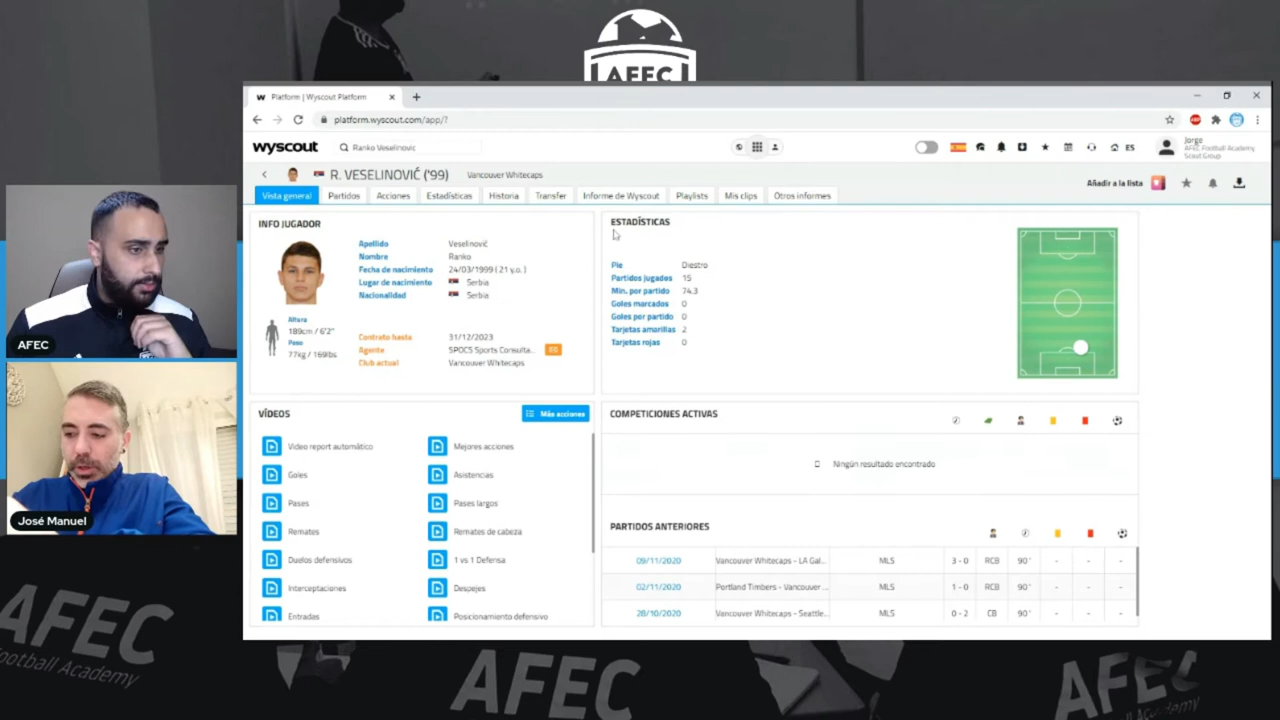 AFEC
Platform | Wyscout Platform
platform.wyscout.com/app/?
wyscout
Ranko Veselinovic
ES
Jorge
AFEC Football Academy
Scout Group
R. VESELINOVIĆ ('99)
Vancouver Whitecaps
Añadir a la lista
Vista general
Partidos
Acciones
Estadísticas
Historia
Transfer
Informe de Wyscout
Playlists
Mis clips
Otros informes
INFO JUGADOR
Apellido Veselinović
Nombre Ranko
Fecha de nacimiento 24/03/1999 ( 21 y.o. )
Lugar de nacimiento Serbia
Nacionalidad Serbia
Altura
189cm / 6'2"
Peso
77kg / 169lbs
Contrato hasta 31/12/2023
Agente SPOCS Sports Consulta...
Club actual Vancouver Whitecaps
ESTADÍSTICAS
Pie Diestro
Partidos jugados 15
Min. por partido 74.3
Goles marcados 0
Goles por partido 0
Tarjetas amarillas 2
Tarjetas rojas 0
VÍDEOS
Más acciones
Video report automático
Mejores acciones
Goles
Asistencias
Pases
Pases largos
Remates
Remates de cabeza
Duelos defensivos
1 vs 1 Defensa
Interceptaciones
Despejes
Entradas
Posicionamiento defensivo
COMPETICIONES ACTIVAS
Ningún resultado encontrado
PARTIDOS ANTERIORES
09/11/2020 Vancouver Whitecaps - LA Gal... MLS 3 - 0 RCB 90' - - -
02/11/2020 Portland Timbers - Vancouver ... MLS 1 - 0 RCB 90' - - -
28/10/2020 Vancouver Whitecaps - Seattle... MLS 0 - 2 CB 90' - - -
AFEC
José Manuel
AFEC
Football Academy
AFEC
AFEC